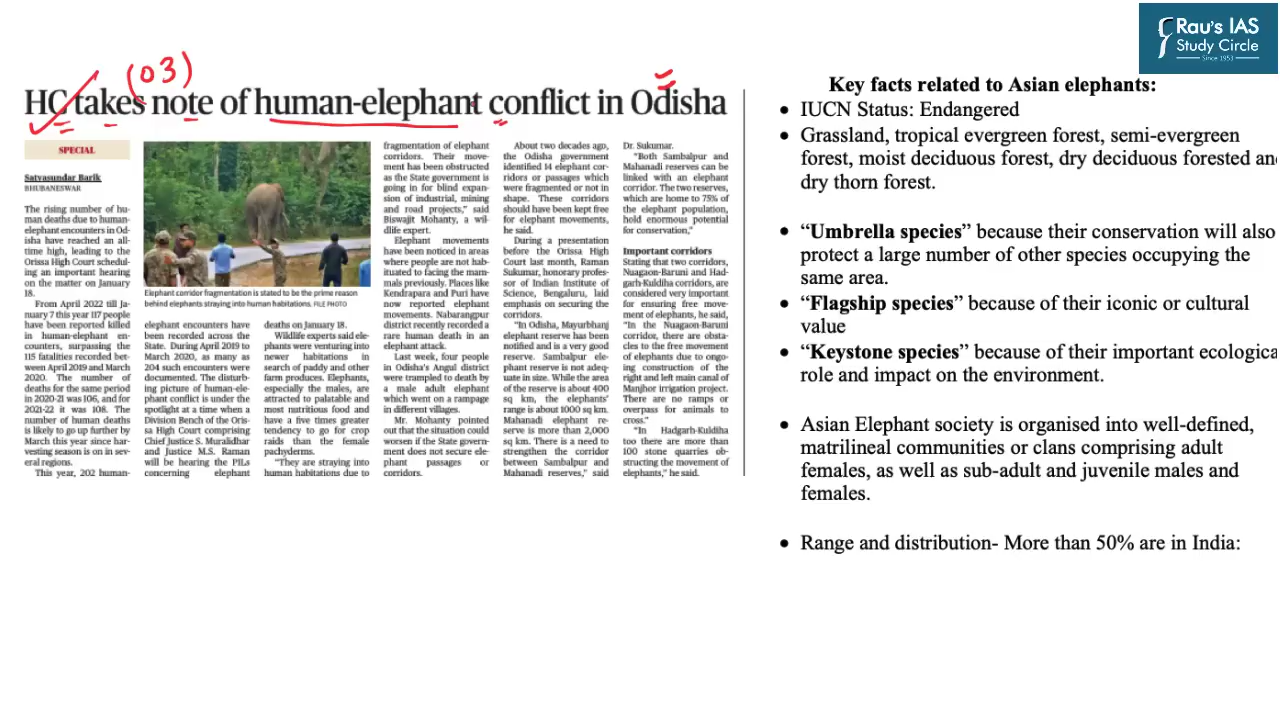 Rau's IAS
Study Circle
Since 1953
(03)
HC takes note of human-elephant conflict in Odisha
SPECIAL
Satyasundar Barik
BHUBANESWAR
The rising number of hu-
man deaths due to human-
elephant encounters in Od-
isha have reached an all-
time high, leading to the
Orissa High Court schedul-
ing an important hearing
on the matter on January
18.
From April 2022 till Ja-
nuary 7 this year 117 people
have been reported killed
in human-elephant en-
counters, surpassing the
115 fatalities recorded bet-
ween April 2019 and March
2020. The number of
deaths for the same period
in 2020-21 was 106, and for
2021-22 it was 108. The
number of human deaths
is likely to go up further by
March this year since har-
vesting season is on in sev-
eral regions.
This year, 202 human-
Elephant corridor fragmentation is stated to be the prime reason
behind elephants straying into human habitations. FILE PHOTO
elephant encounters have
been recorded across the
State. During April 2019 to
March 2020, as many as
204 such encounters were
documented. The disturb-
ing picture of human-ele-
phant conflict is under the
spotlight at a time when a
Division Bench of the Oris-
sa High Court comprising
Chief Justice S. Muralidhar
and Justice M.S. Raman
will be hearing the PILs
concerning elephant
deaths on January 18.
Wildlife experts said ele-
phants were venturing into
newer habitations in
search of paddy and other
farm produces. Elephants,
especially the males, are
attracted to palatable and
most nutritious food and
have a five times greater
tendency to go for crop
raids than the female
pachyderms.
"They are straying into
human habitations due to
fragmentation of elephant
corridors. Their move-
ment has been obstructed
as the State government is
going in for blind expan-
sion of industrial, mining
and road projects," said
Biswajit Mohanty, a wil-
dlife expert.
Elephant movements
have been noticed in areas
where people are not hab-
ituated to facing the mam-
mals previously. Places like
Kendrapara and Puri have
now reported elephant
movements. Nabarangpur
district recently recorded a
rare human death in an
elephant attack.
Last week, four people
in Odisha's Angul district
were trampled to death by
a male adult elephant
which went on a rampage
in different villages.
Mr. Mohanty pointed
out that the situation could
worsen if the State govern-
ment does not secure ele-
phant passages or
corridors.
About two decades ago,
the Odisha government
identified 14 elephant cor-
ridors or passages which
were fragmented or not in
shape. These corridors
should have been kept free
for elephant movements,
he said.
During a presentation
before the Orissa High
Court last month, Raman
Sukumar, honorary profes-
sor of Indian Institute of
Science, Bengaluru, laid
emphasis on securing the
corridors.
"In Odisha, Mayurbhanj
elephant reserve has been
notified and is a very good
reserve. Sambalpur ele-
phant reserve is not adeq-
uate in size. While the area
of the reserve is about 400
sq km, the elephants'
range is about 1000 sq km.
Mahanadi elephant re-
serve is more than 2,000
sq km. There is a need to
strengthen the corridor
between Sambalpur and
Mahanadi reserves," said
Dr. Sukumar.
"Both Sambalpur and
Mahanadi reserves can be
linked with an elephant
corridor. The two reserves,
which are home to 75% of
the elephant population,
hold enormous potential
for conservation,"
Important corridors
Stating that two corridors,
Nuagaon-Baruni and Had-
garh-Kuldiha corridors, are
considered very important
for ensuring free move-
ment of elephants, he said,
"In the Nuagaon-Baruni
corridor, there are obsta-
cles to the free movement
of elephants due to ongo-
ing construction of the
right and left main canal of
Manjhor irrigation project.
There are no ramps or
overpass for animals to
cross."
"In Hadgarh-Kuldiha
too there are more than
100 stone quarries ob-
structing the movement of
elephants," he said.
Key facts related to Asian elephants:
• IUCN Status: Endangered
• Grassland, tropical evergreen forest, semi-evergreen
forest, moist deciduous forest, dry deciduous forested an
dry thorn forest.
• “Umbrella species” because their conservation will also
protect a large number of other species occupying the
same area.
• “Flagship species” because of their iconic or cultural
value
• “Keystone species” because of their important ecologica
role and impact on the environment.
• Asian Elephant society is organised into well-defined,
matrilineal communities or clans comprising adult
females, as well as sub-adult and juvenile males and
females.
• Range and distribution- More than 50% are in India: